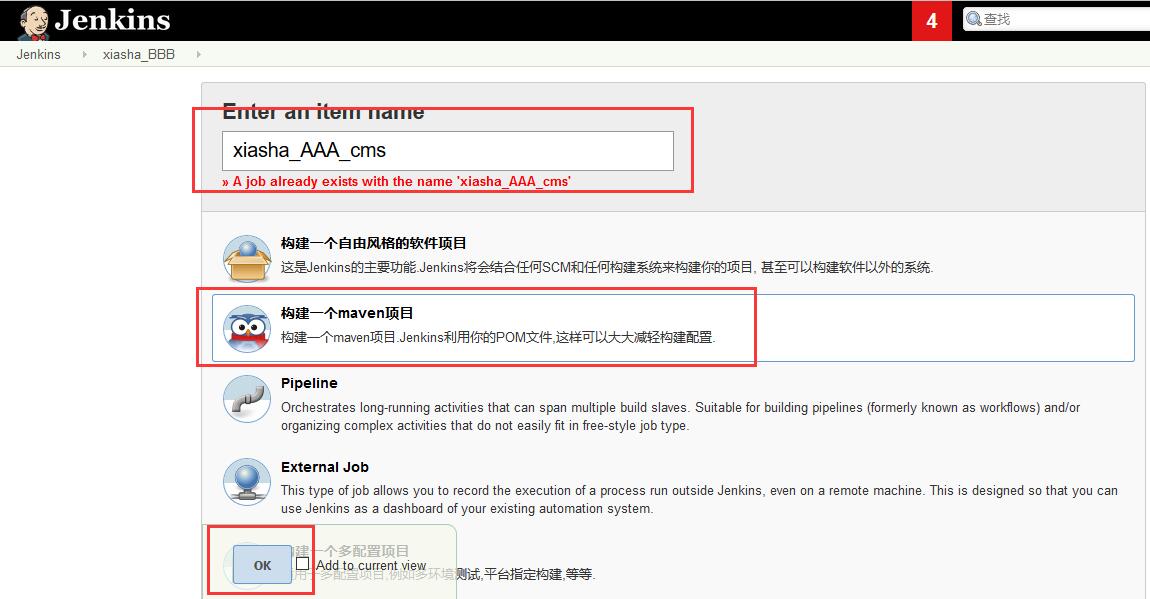 Jenkins
4
查找
Jenkins
xiasha_BBB
Enter an item name
xiasha_AAA_cms
» A job already exists with the name 'xiasha_AAA_cms'
构建一个自由风格的软件项目
这是Jenkins的主要功能.Jenkins将会结合任何SCM和任何构建系统来构建你的项目, 甚至可以构建软件以外的系统.
构建一个maven项目
构建一个maven项目.Jenkins利用你的POM文件,这样可以大大减轻构建配置.
Pipeline
Orchestrates long-running activities that can span multiple build slaves. Suitable for building pipelines (formerly known as workflows) and/or
organizing complex activities that do not easily fit in free-style job type.
External Job
This type of job allows you to record the execution of a process run outside Jenkins, even on a remote machine. This is designed so that you can
use Jenkins as a dashboard of your existing automation system.
建一个多配置项目
OK
Add to current view
用于多配置项目,例如多环境测试,平台指定构建,等等.